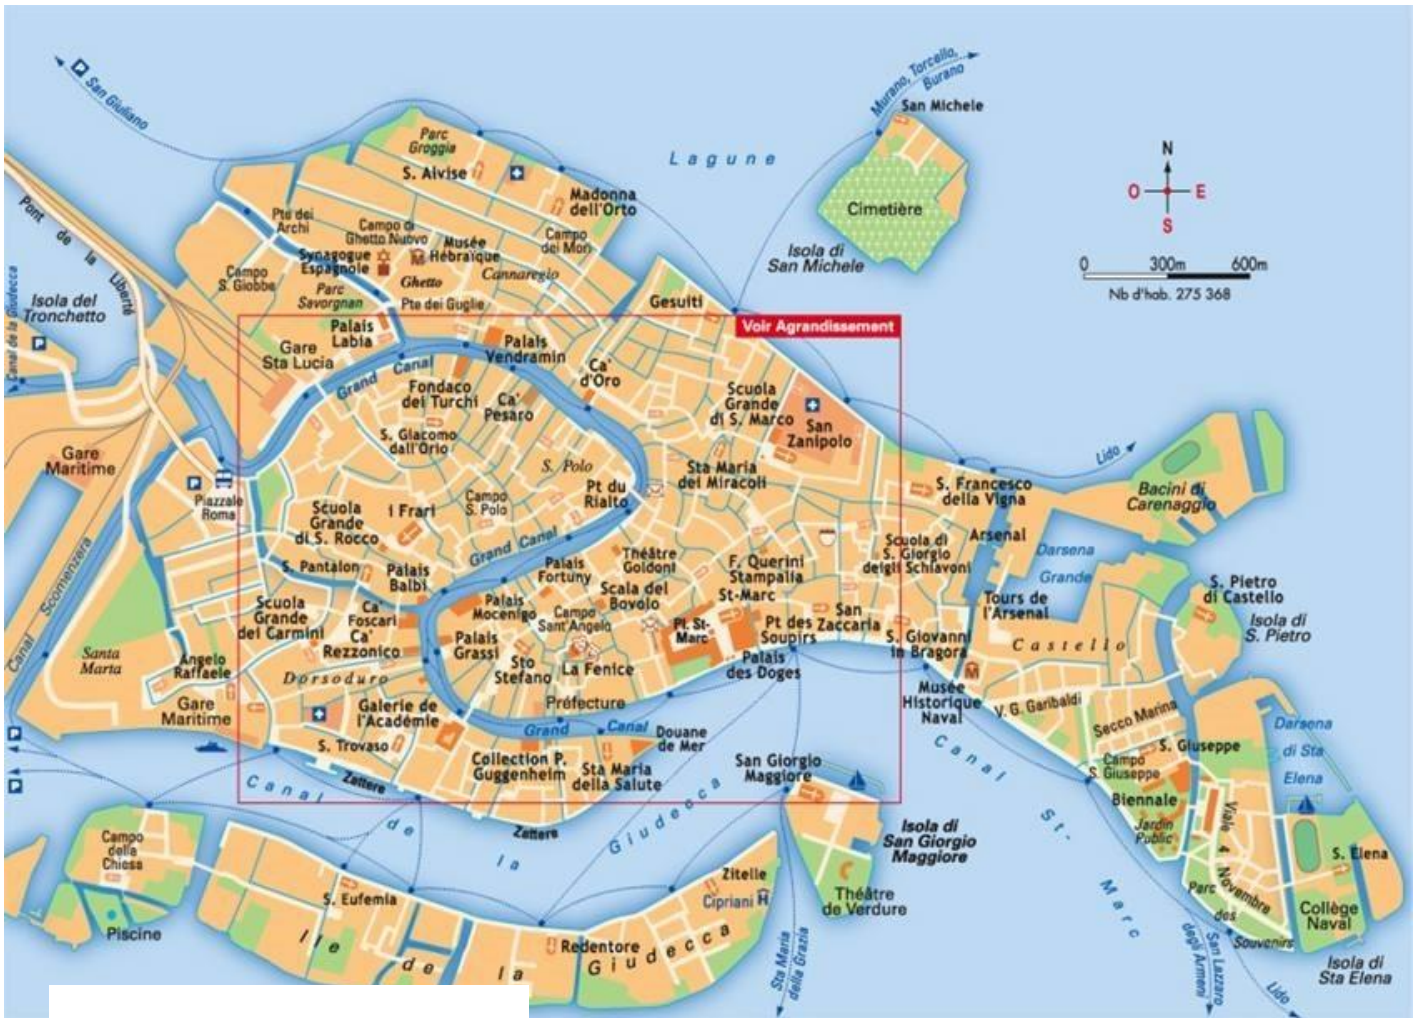 San Giuliano
Murano, Torcello,
Burano
San Michele
Cimetière
Isola di
San Michele
Lagune
N
O
E
S
0
300m
600m
Nb d'hab. 275 368
Parc
Groggia
S. Alvise
Madonna
dell'Orto
Pte dei
Archi
Campo di
Ghetto Nuovo
Musée
Hébraïque
Campo
dei Mori
Synagogue
Espagnole
Ghetto
Cannaregio
Campo
S. Giobbe
Parc
Savorgnan
Pte dei Guglie
Gesuiti
Pont de la Liberté
Canal de la Giudecca
Isola del
Tronchetto
P
Voir Agrandissement
Palais
Labia
Gare
Sta Lucia
Grand Canal
Palais
Vendramin
Ca'
d'Oro
Fondaco
dei Turchi
Ca'
Pesaro
Scuola
Grande
di S. Marco
San
Zanipolo
S. Giacomo
dall'Orio
S. Polo
Sta Maria
dei Miracoli
Gare
Maritime
P
Piazzale
Roma
Pt du
Rialto
Campo
S. Polo
i Frari
Scuola
Grande
di S. Rocco
Grand Canal
S. Pantalon
Palais
Balbi
Palais
Fortuny
Théâtre
Goldoni
F. Querini
Stampalia
Scuola di
S. Giorgio
deigli Schiavoni
S. Francesco
della Vigna
Lido
Bacini di
Carenaggio
Arsenal
Darsena
Grande
Tours de
l'Arsenal
S. Pietro
di Castello
Isola di
S. Pietro
Castello
Canal Scomenzera
Santa
Marta
Scuola
Grande
dei Carmini
Ca'
Foscari
Ca'
Rezzonico
Palais
Mocenigo
Campo
Sant'Angelo
Scala del
Bovolo
St-Marc
Pl. St-
Marc
Pt des
Soupirs
San
Zaccaria
S. Giovanni
in Bragora
Palais
des Doges
Palais
Grassi
Sto
Stefano
La Fenice
Angelo
Raffaele
Dorsoduro
Gare
Maritime
Galerie de
l'Académie
Préfecture
Grand Canal
Douane
de Mer
S. Trovaso
Collection P.
Guggenheim
Sta Maria
della Salute
Zattere
Zattere
Musée
Historique
Naval
V. G. Garibaldi
Secco Marina
S. Giuseppe
Campo
S. Giuseppe
Biennale
Jardin
Public
Viale 4 Novembre
Darsena
di Sta
Elena
S. Elena
Collège
Naval
Parc
des
Souvenirs
Isola di
Sta Elena
San Lazzaro
degli Armeni
Lido
Canal St-Marc
San Giorgio
Maggiore
Isola di
San Giorgio
Maggiore
Théâtre
de Verdure
Canal de la Giudecca
P
P
Campo
della
Chiesa
Piscine
S. Eufemia
Ile de la Giudecca
Redentore
Zitelle
Cipriani H
Sta Maria
della Grazia